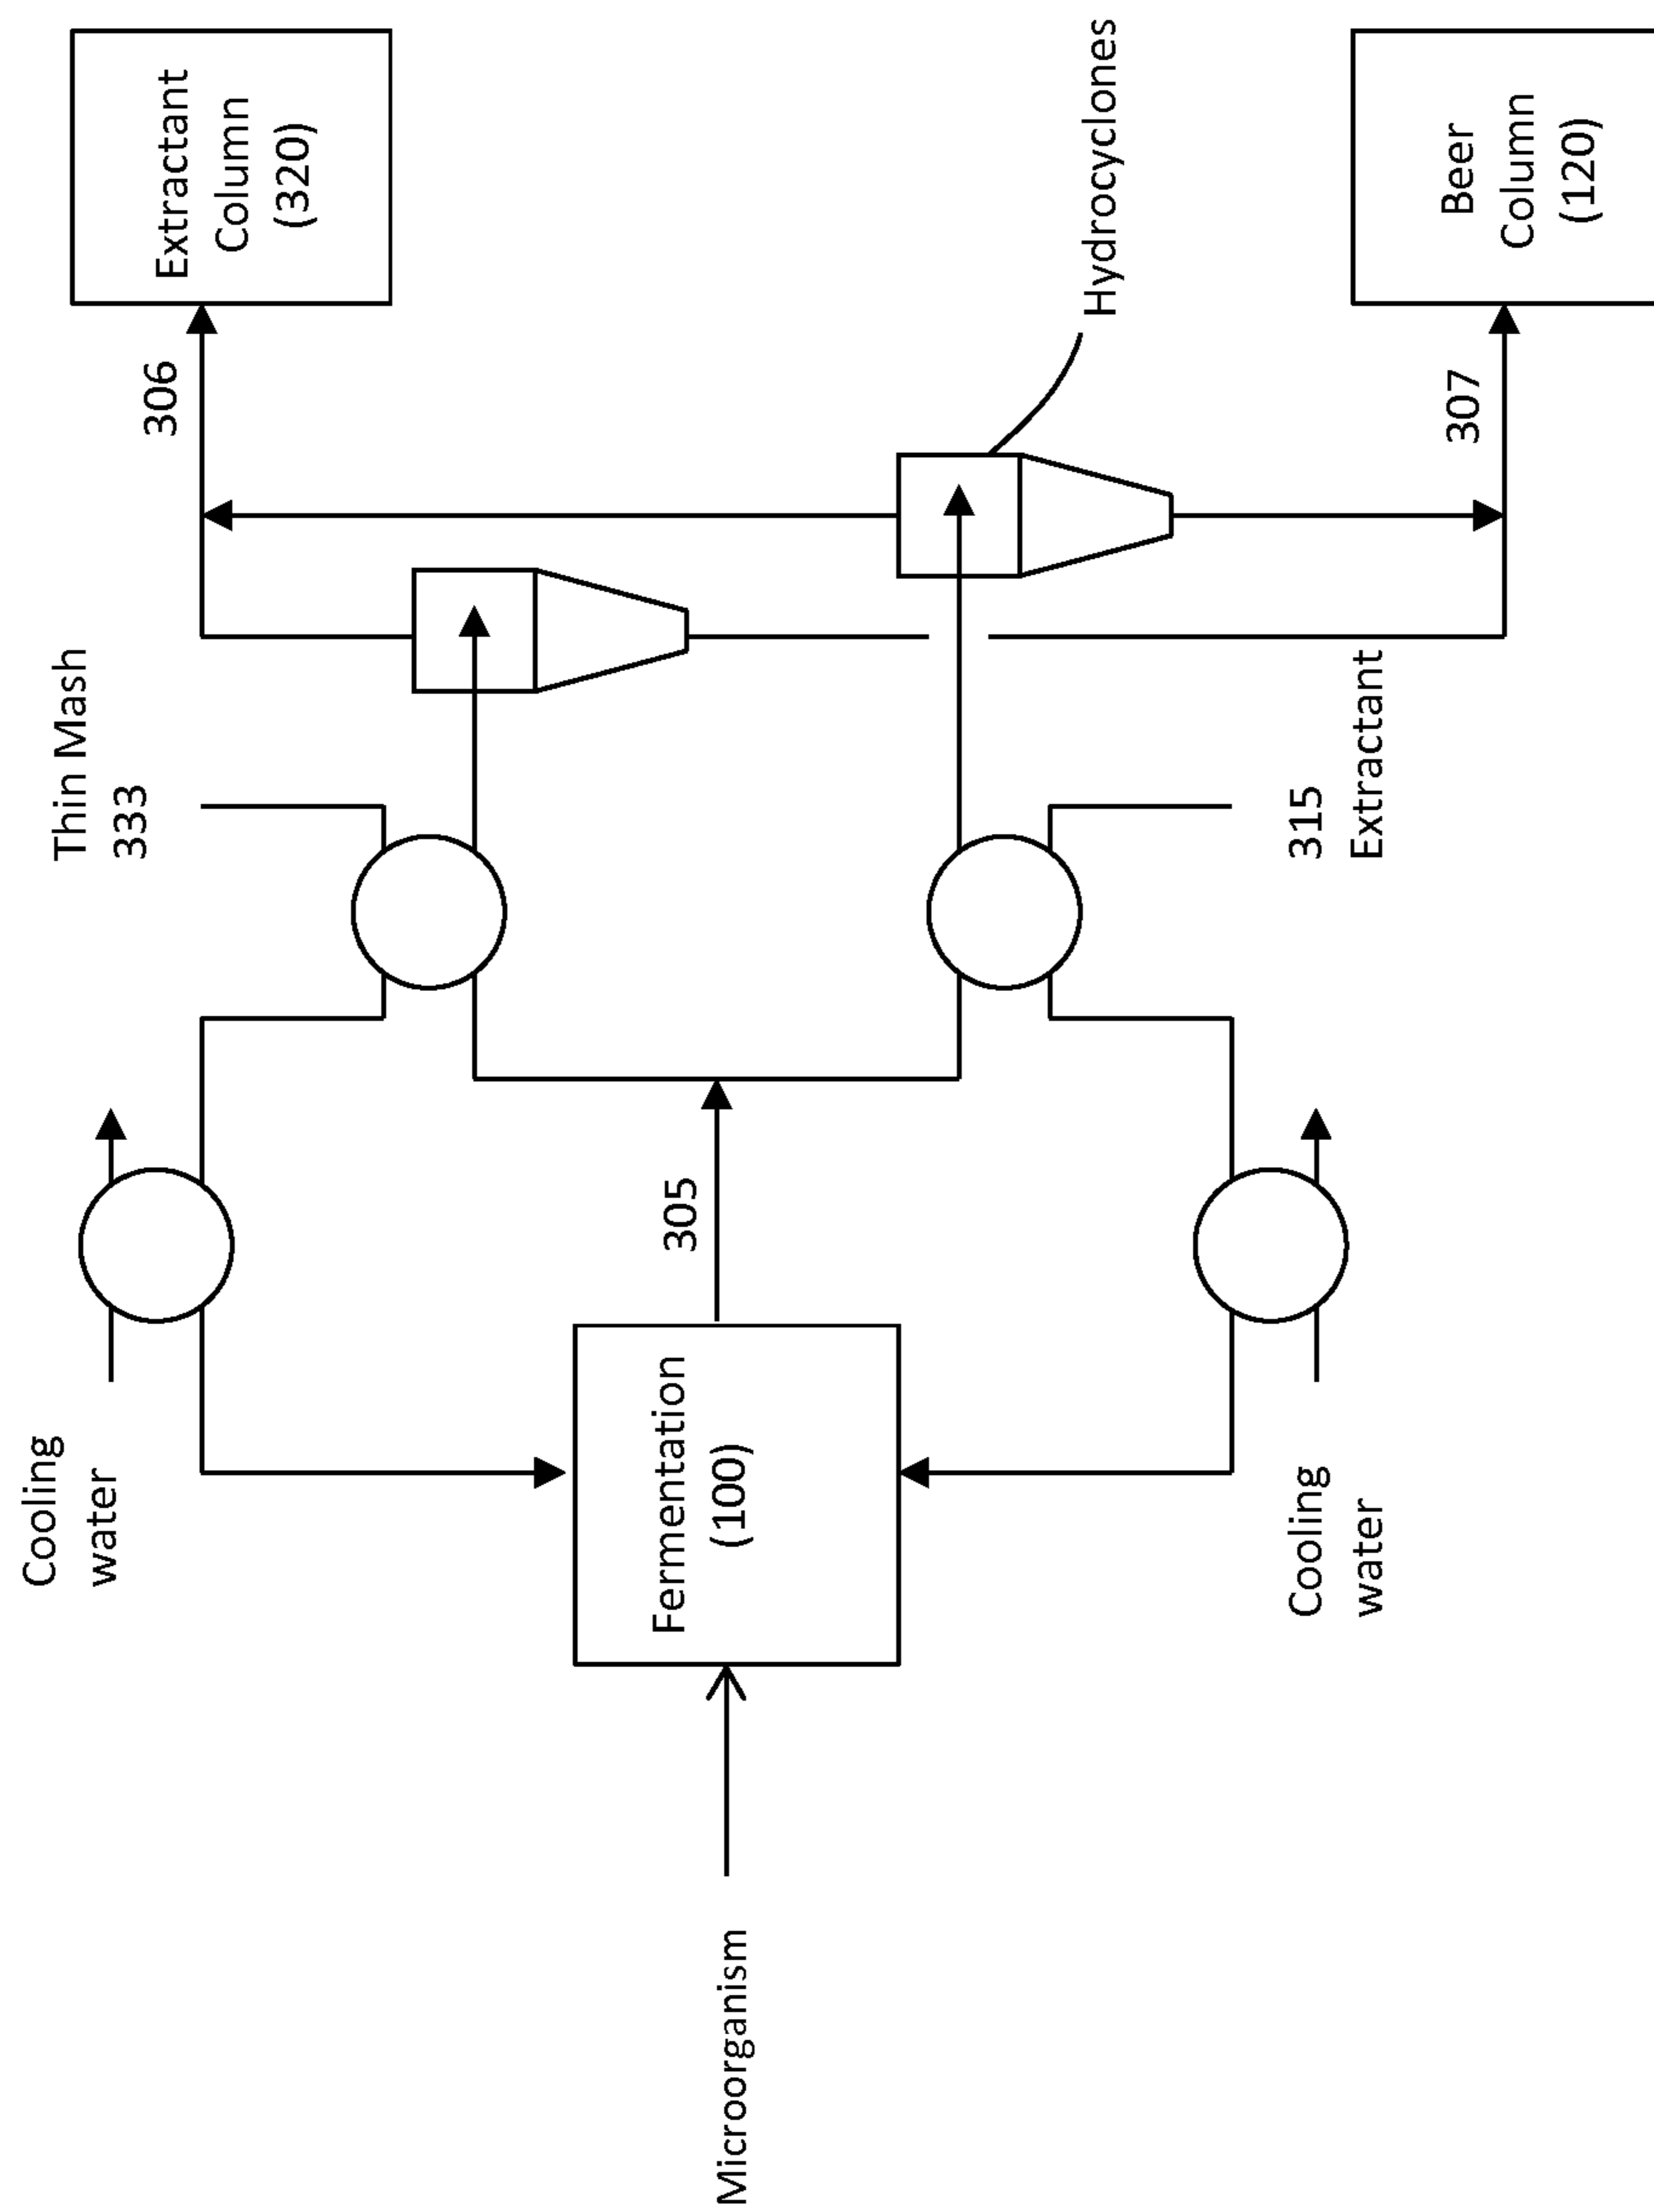 Cooling
water
Thin Mash
333
306
Extractant
Column
(320)
Microorganism
Fermentation
(100)
305
Hydrocyclones
Cooling
water
315
Extractant
307
Beer
Column
(120)